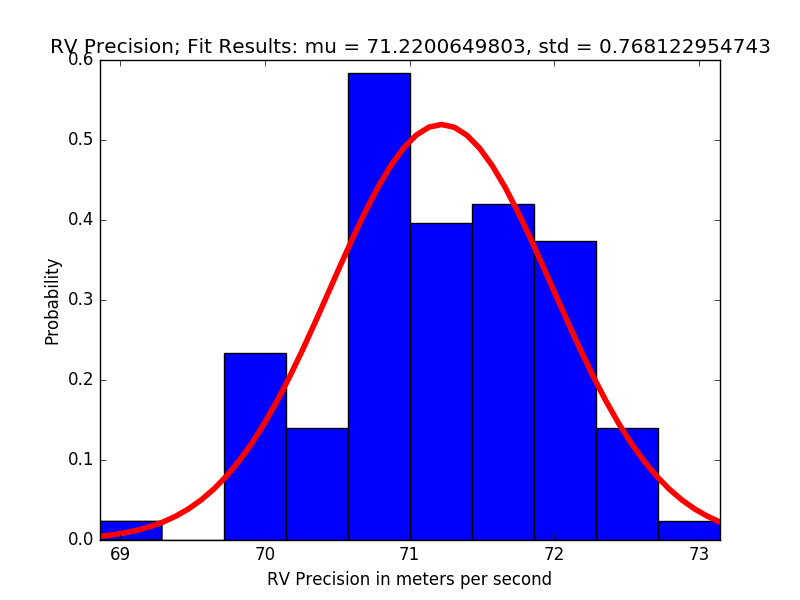 RV Precision; Fit Results: mu = 71.2200649803, std = 0.768122954743
0.6
0.5
0.4
0.3
0.2
0.1
0.0
Probability
69 70 71 72 73
RV Precision in meters per second